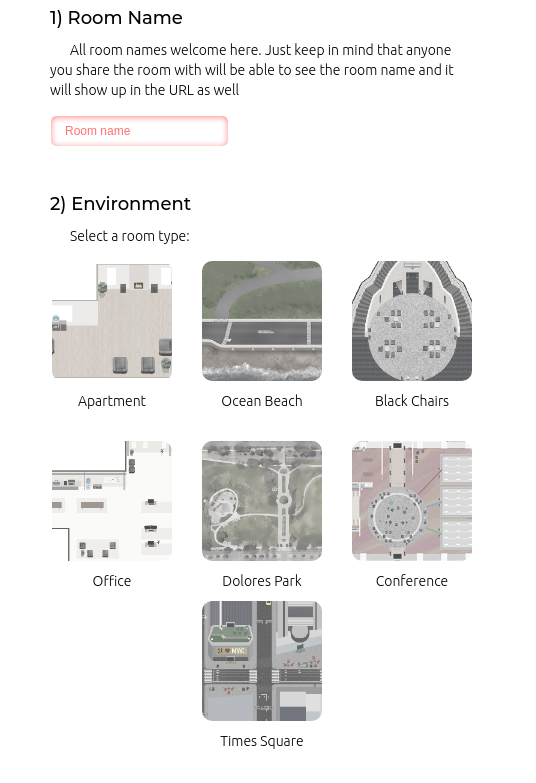 1) Room Name
All room names welcome here. Just keep in mind that anyone
you share the room with will be able to see the room name and it
will show up in the URL as well
Room name
2) Environment
Select a room type:
Apartment
Ocean Beach
Black Chairs
Office
Dolores Park
Conference
NYC
Times Square